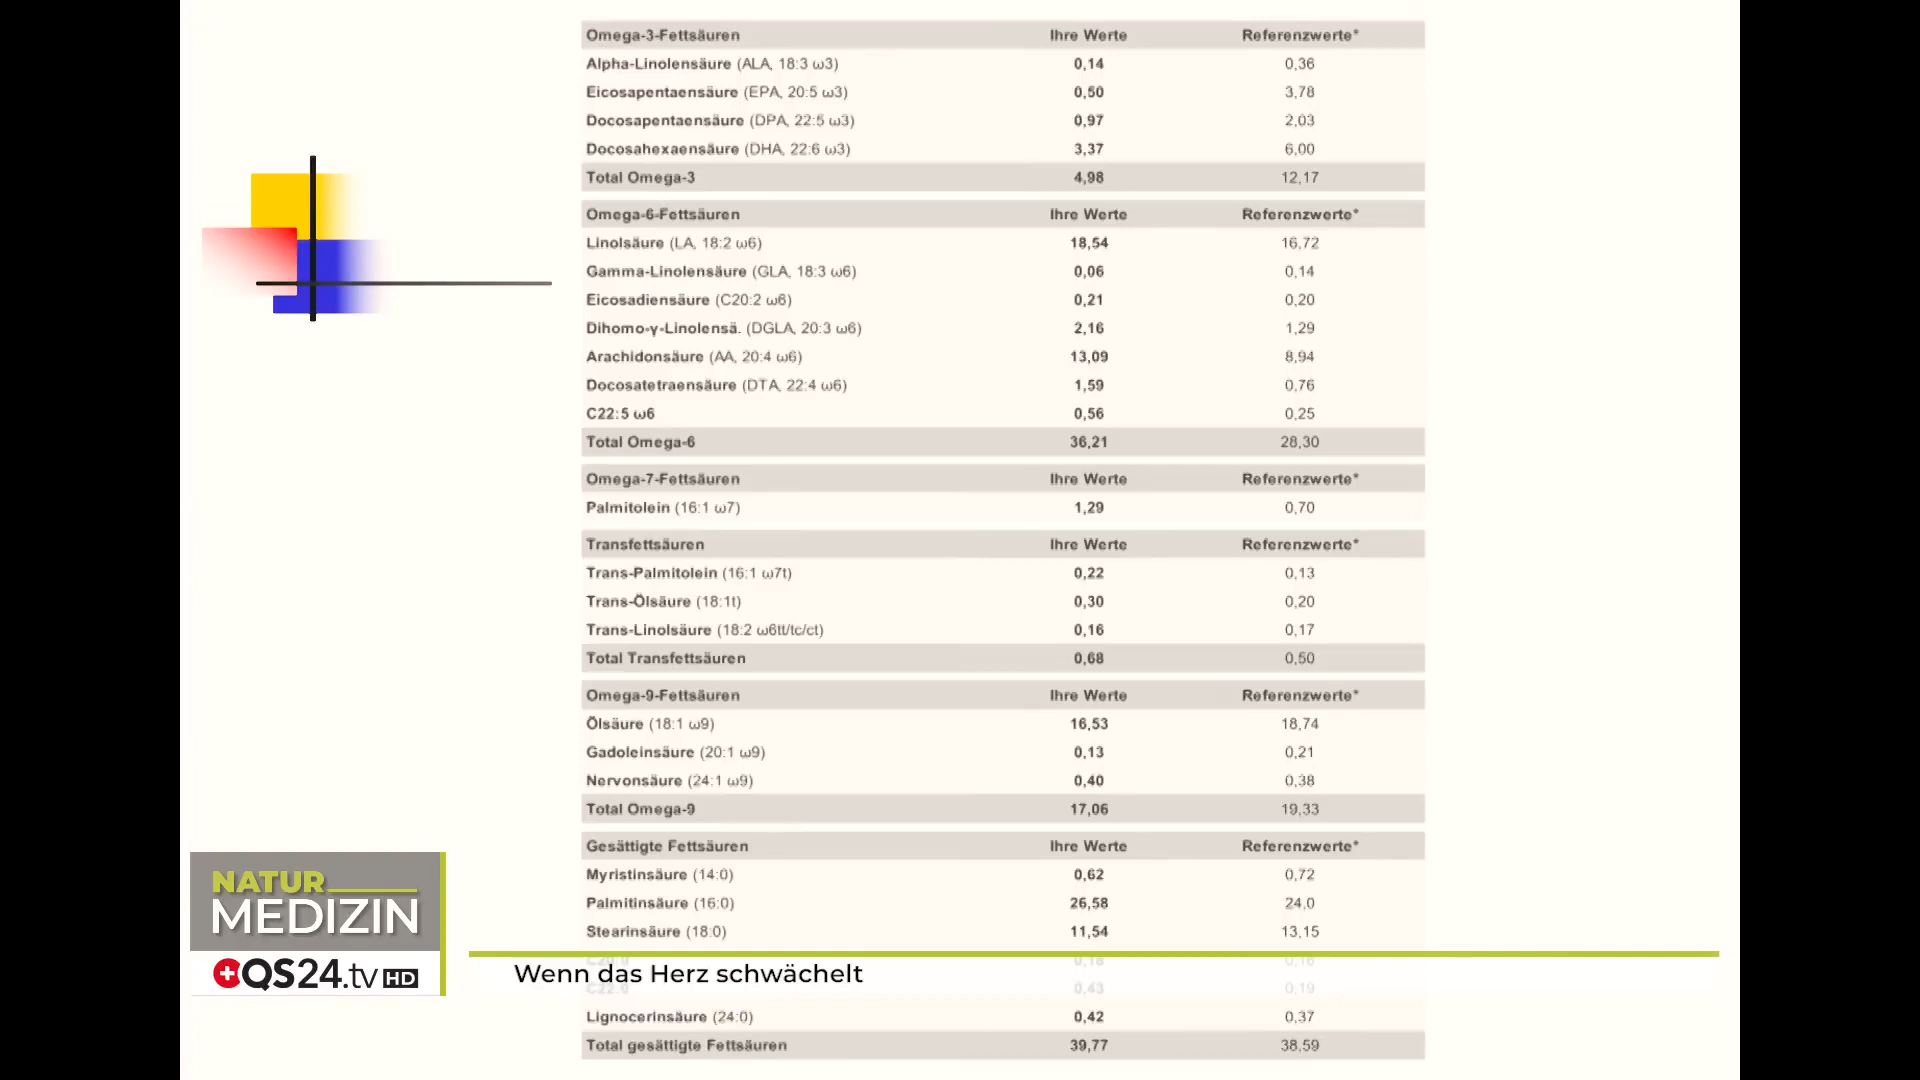 Omega-3-Fettsäuren Ihre Werte Referenzwerte*
Alpha-Linolensäure (ALA, 18:3 ω3) 0,14 0,36
Eicosapentaensäure (EPA, 20:5 ω3) 0,50 3,78
Docosapentaensäure (DPA, 22:5 ω3) 0,97 2,03
Docosahexaensäure (DHA, 22:6 ω3) 3,37 6,00
Total Omega-3 4,98 12,17
Omega-6-Fettsäuren Ihre Werte Referenzwerte*
Linolsäure (LA, 18:2 ω6) 18,54 16,72
Gamma-Linolensäure (GLA, 18:3 ω6) 0,06 0,14
Eicosadiensäure (C20:2 ω6) 0,21 0,20
Dihomo-γ-Linolensä. (DGLA, 20:3 ω6) 2,16 1,29
Arachidonsäure (AA, 20:4 ω6) 13,09 8,94
Docosatetraensäure (DTA, 22:4 ω6) 1,59 0,76
C22:5 ω6 0,56 0,25
Total Omega-6 36,21 28,30
Omega-7-Fettsäuren Ihre Werte Referenzwerte*
Palmitolein (16:1 ω7) 1,29 0,70
Transfettsäuren Ihre Werte Referenzwerte*
Trans-Palmitolein (16:1 ω7t) 0,22 0,13
Trans-Ölsäure (18:1t) 0,30 0,20
Trans-Linolsäure (18:2 ω6tt/tc/ct) 0,16 0,17
Total Transfettsäuren 0,68 0,50
Omega-9-Fettsäuren Ihre Werte Referenzwerte*
Ölsäure (18:1 ω9) 16,53 18,74
Gadoleinsäure (20:1 ω9) 0,13 0,21
Nervonsäure (24:1 ω9) 0,40 0,38
Total Omega-9 17,06 19,33
Gesättigte Fettsäuren Ihre Werte Referenzwerte*
Myristinsäure (14:0) 0,62 0,72
Palmitinsäure (16:0) 26,58 24,0
Stearinsäure (18:0) 11,54 13,15
0,43 0,19
Lignocerinsäure (24:0) 0,42 0,37
Total gesättigte Fettsäuren 39,77 38,59
NATUR
MEDIZIN
QS24.tv HD
Wenn das Herz schwächelt